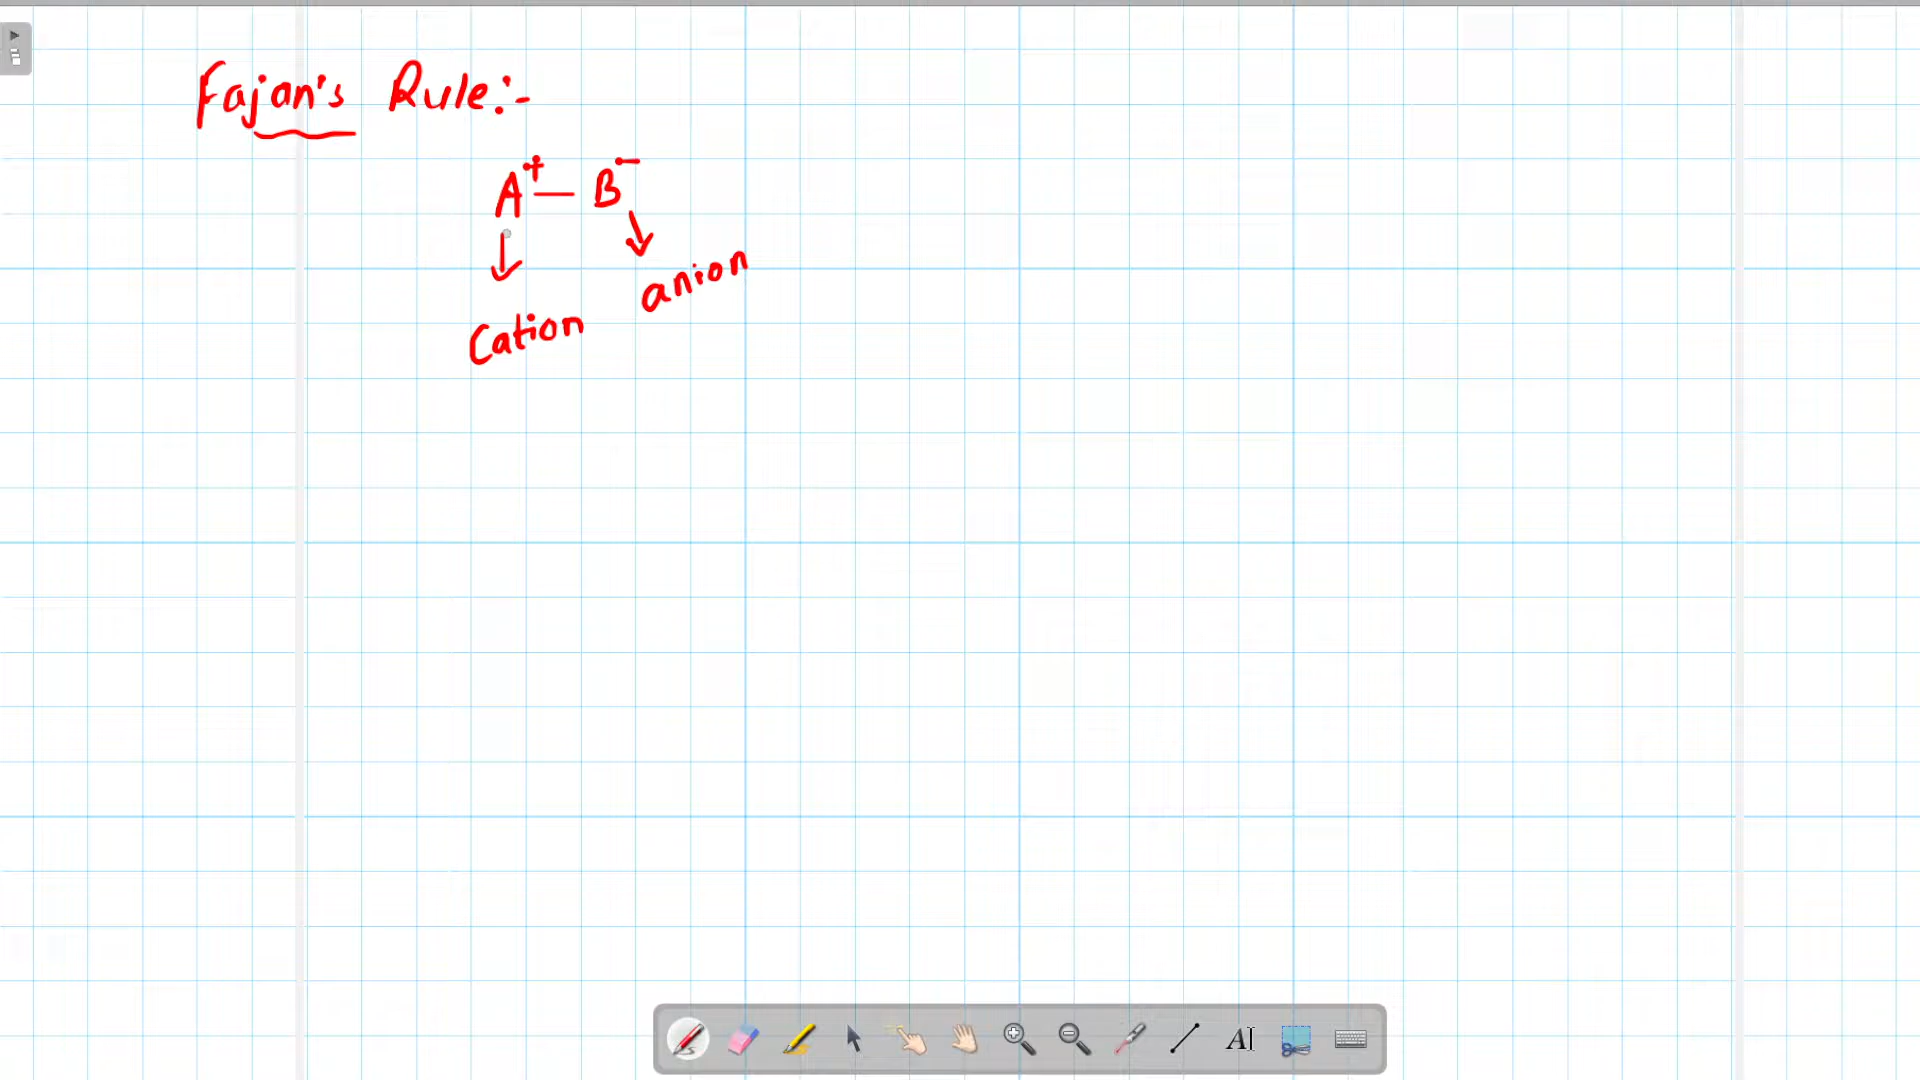 Fajan's Rule:-
A⁺ — B⁻
anion
Cation
A